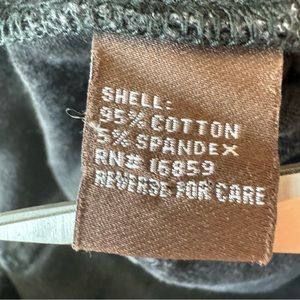 SHELL:
95% COTTON
5% SPANDEX
RN# 16859
REVERSE FOR CARE